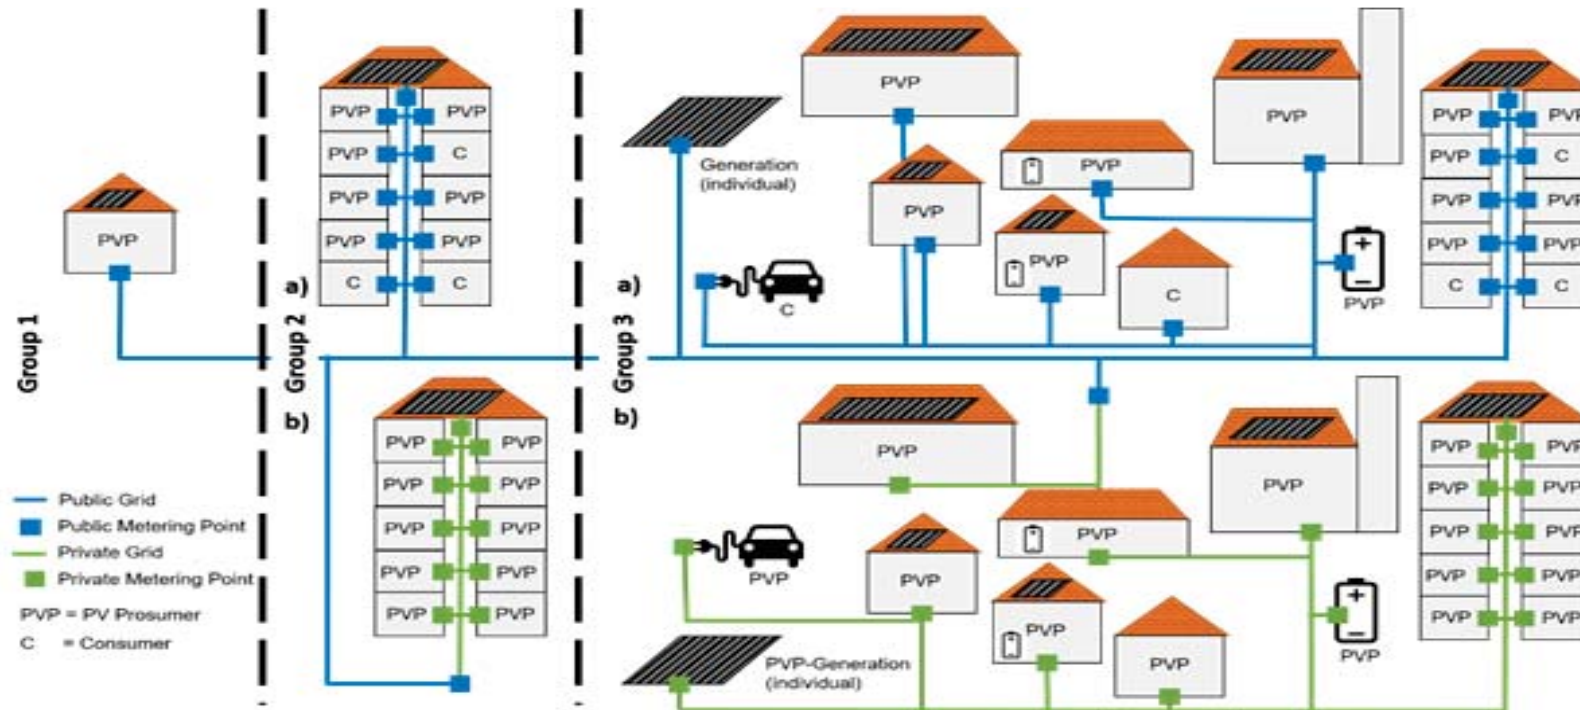 Group 1
PVP
Public Grid
Public Metering Point
Private Grid
Private Metering Point
PVP = PV Prosumer
C = Consumer
Group 2
a)
PVP PVP
PVP C
PVP PVP
PVP PVP
C C
b)
PVP PVP
PVP PVP
PVP PVP
PVP PVP
PVP PVP
Group 3
a)
Generation
(individual)
PVP
PVP
PVP
PVP
PVP
C
C
+
−
PVP
PVP PVP
PVP C
PVP PVP
PVP PVP
C C
b)
PVP
PVP
PVP
PVP
PVP
PVP
PVP
+
−
PVP
PVP-Generation
(individual)
PVP PVP
PVP PVP
PVP PVP
PVP PVP
PVP PVP